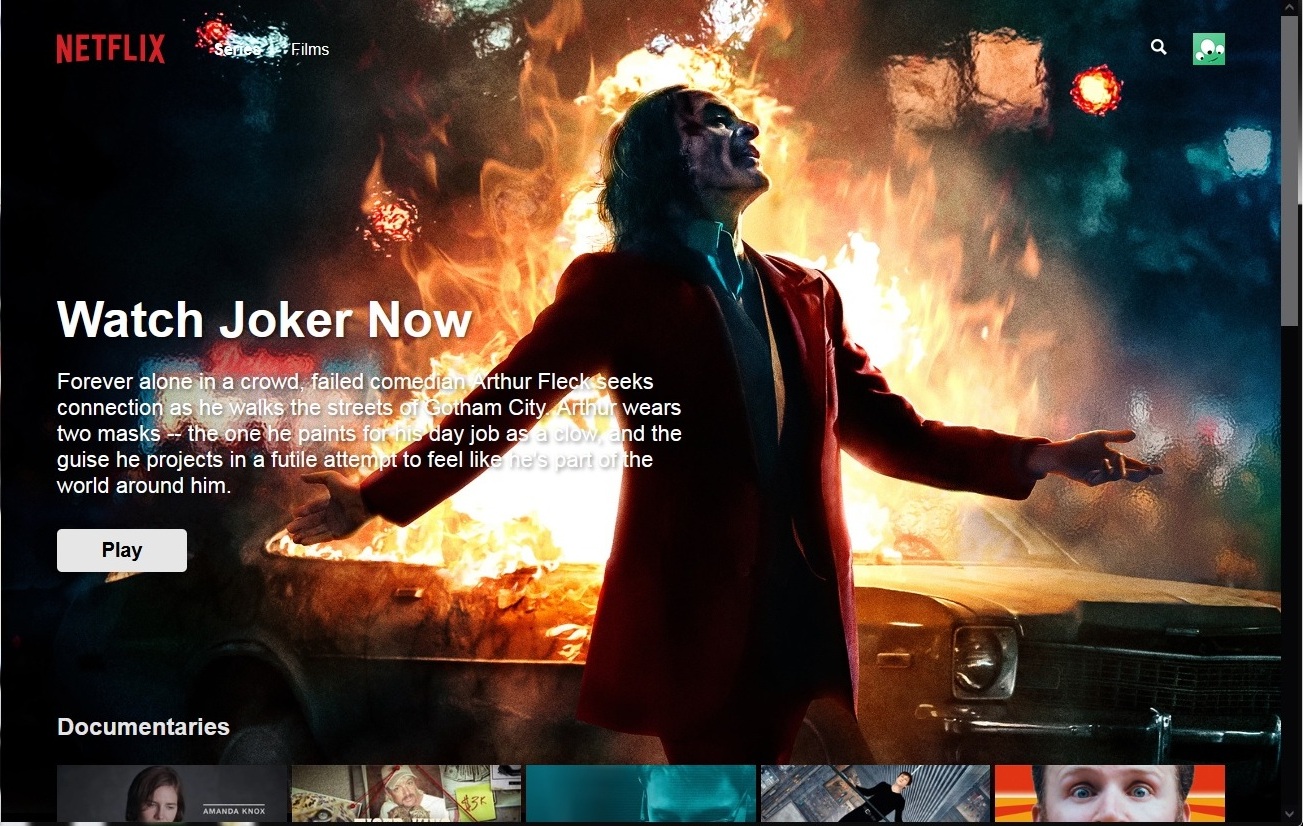 NETFLIX
Series Films
Watch Joker Now
Forever alone in a crowd, failed comedian Arthur Fleck seeks
connection as he walks the streets of Gotham City. Arthur wears
two masks -- the one he paints for his day job as a clow, and the
guise he projects in a futile attempt to feel like he's part of the
world around him.
Play
Documentaries
AMANDA KNOX
$3K
TIGER KING